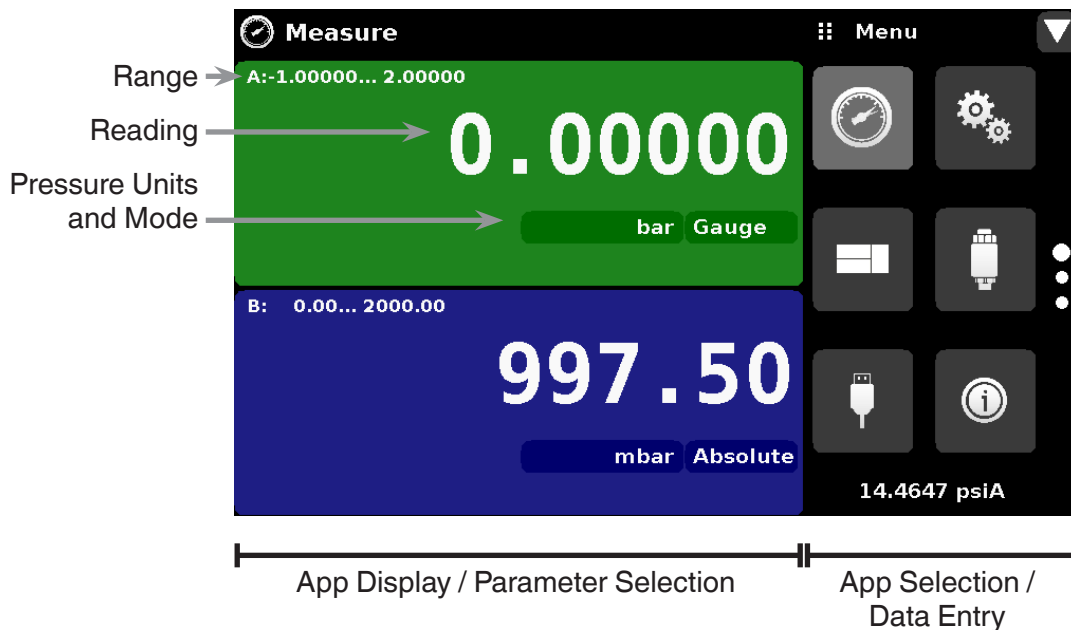 Measure
Menu
Range
A:-1.00000... 2.00000
Reading
0.00000
Pressure Units
and Mode
bar Gauge
B: 0.00... 2000.00
997.50
mbar Absolute
14.4647 psiA
App Display / Parameter Selection
App Selection /
Data Entry